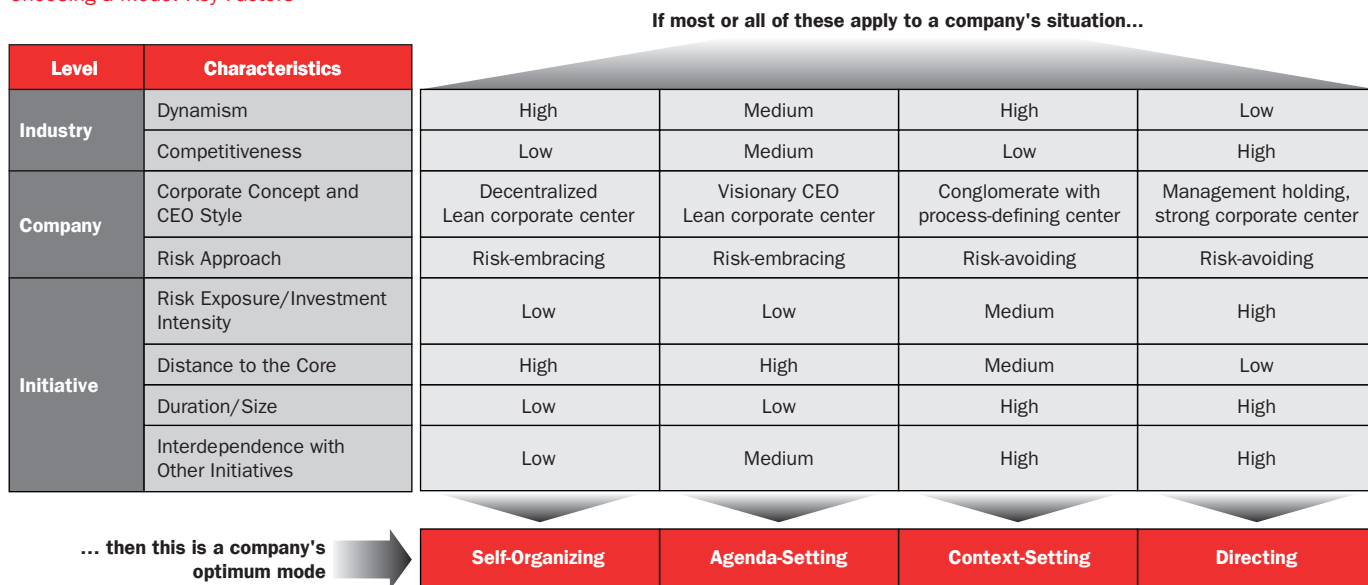 If most or all of these apply to a company's situation...
Level Characteristics
Industry
Dynamism High Medium High Low
Competitiveness Low Medium Low High
Company
Corporate Concept and
CEO Style
Decentralized
Lean corporate center
Visionary CEO
Lean corporate center
Conglomerate with
process-defining center
Management holding,
strong corporate center
Risk Approach Risk-embracing Risk-embracing Risk-avoiding Risk-avoiding
Initiative
Risk Exposure/Investment
Intensity
Low Low Medium High
Distance to the Core High High Medium Low
Duration/Size Low Low High High
Interdependence with
Other Initiatives
Low Medium High High
... then this is a company's
optimum mode
Self-Organizing Agenda-Setting Context-Setting Directing